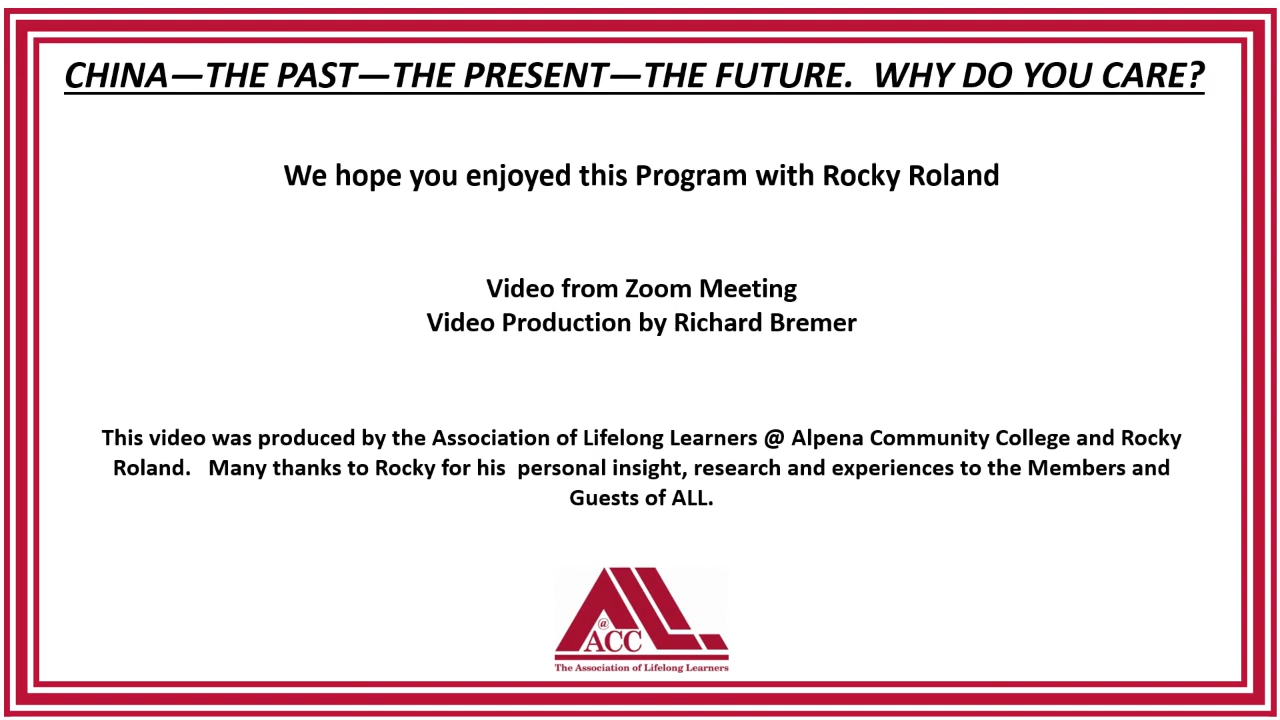 CHINA—THE PAST—THE PRESENT—THE FUTURE.  WHY DO YOU CARE?
We hope you enjoyed this Program with Rocky Roland
Video from Zoom Meeting
Video Production by Richard Bremer
This video was produced by the Association of Lifelong Learners @ Alpena Community College and Rocky
Roland.   Many thanks to Rocky for his  personal insight, research and experiences to the Members and
Guests of ALL.
ALL
@
ACC
The Association of Lifelong Learners